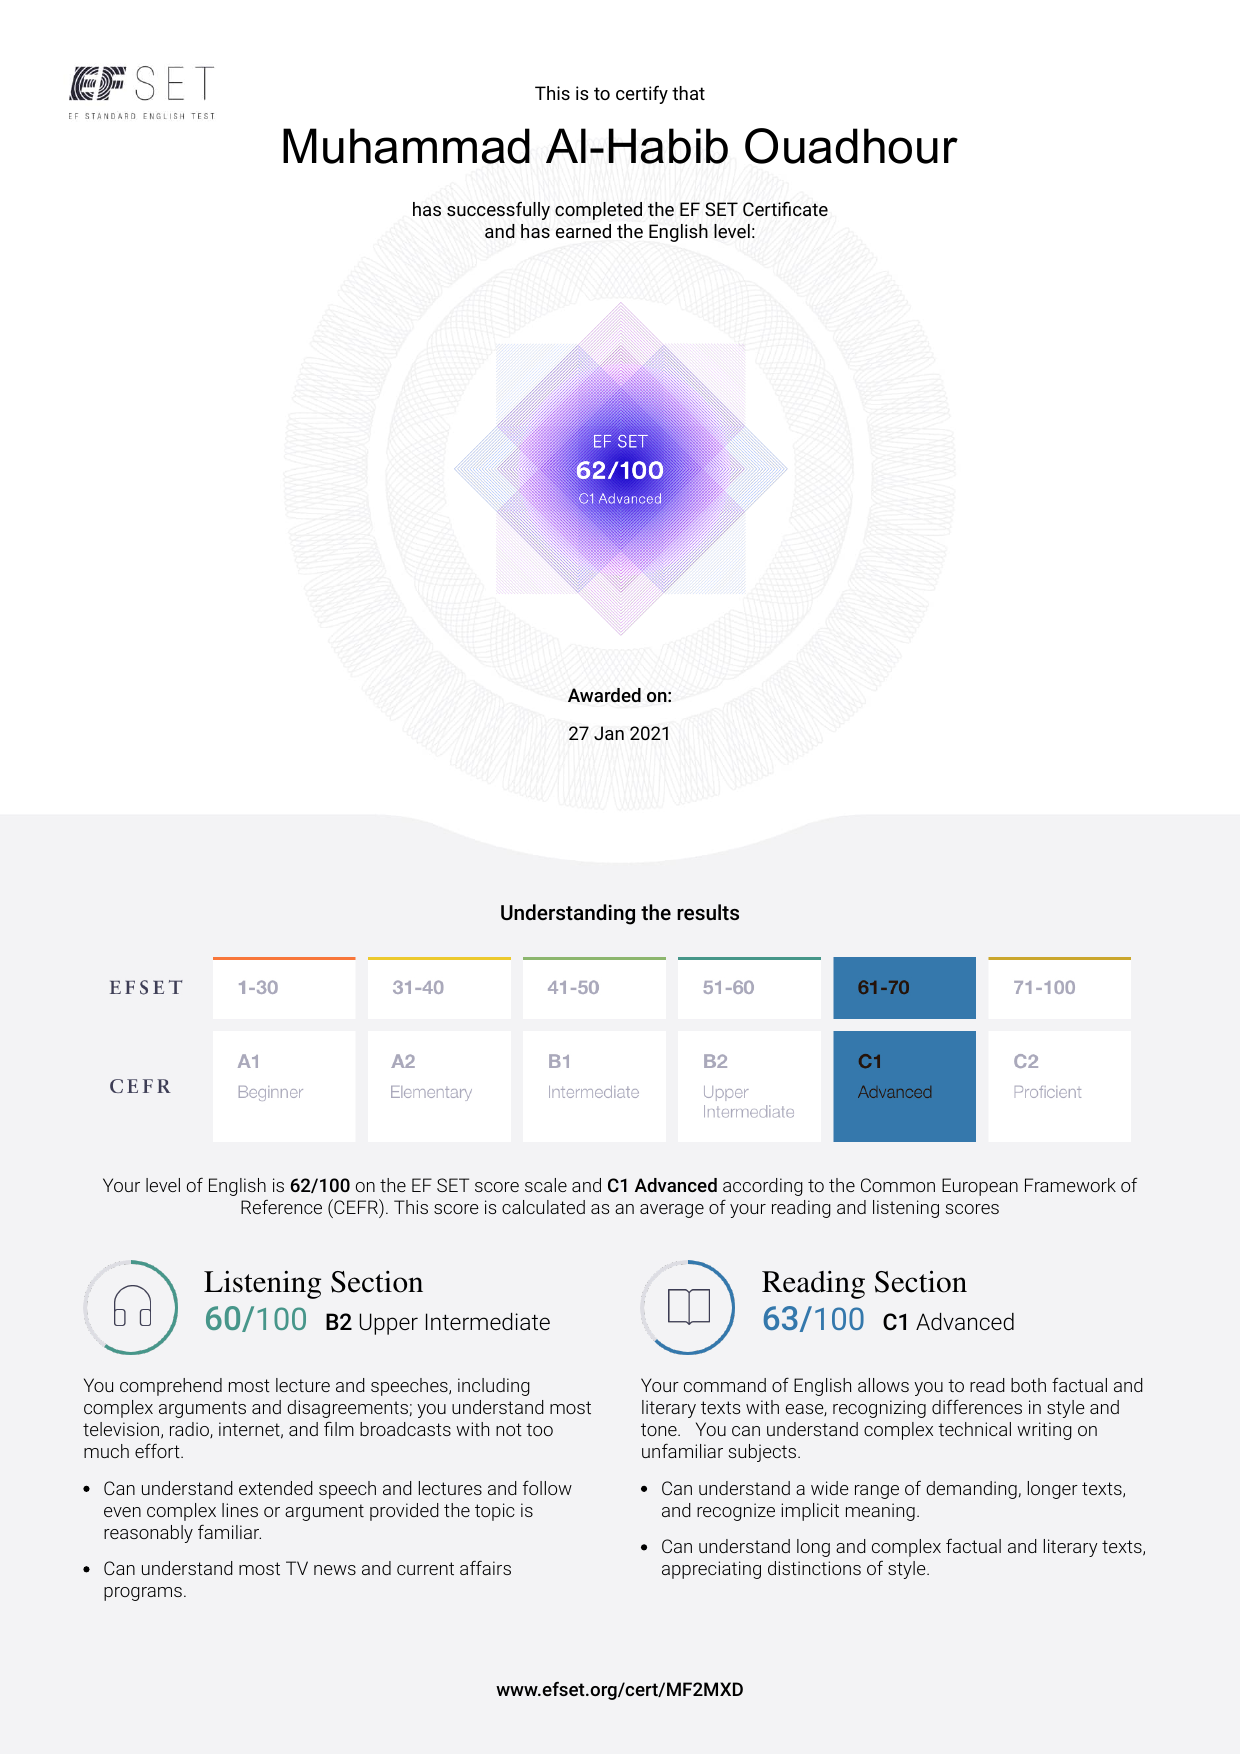 EF SET
EF STANDARD ENGLISH TEST
This is to certify that
Muhammad Al-Habib Ouadhour
has successfully completed the EF SET Certificate
and has earned the English level:
EF SET
62/100
C1 Advanced
Awarded on:
27 Jan 2021
Understanding the results
EFSET 1-30 31-40 41-50 51-60 61-70 71-100
CEFR
A1 A2 B1 B2 C1 C2
Beginner Elementary Intermediate Upper Intermediate Advanced Proficient
Your level of English is 62/100 on the EF SET score scale and C1 Advanced according to the Common European Framework of
Reference (CEFR). This score is calculated as an average of your reading and listening scores
Listening Section
60/100 B2 Upper Intermediate
You comprehend most lecture and speeches, including
complex arguments and disagreements; you understand most
television, radio, internet, and film broadcasts with not too
much effort.
• Can understand extended speech and lectures and follow
even complex lines or argument provided the topic is
reasonably familiar.
• Can understand most TV news and current affairs
programs.
Reading Section
63/100 C1 Advanced
Your command of English allows you to read both factual and
literary texts with ease, recognizing differences in style and
tone. You can understand complex technical writing on
unfamiliar subjects.
• Can understand a wide range of demanding, longer texts,
and recognize implicit meaning.
• Can understand long and complex factual and literary texts,
appreciating distinctions of style.
www.efset.org/cert/MF2MXD